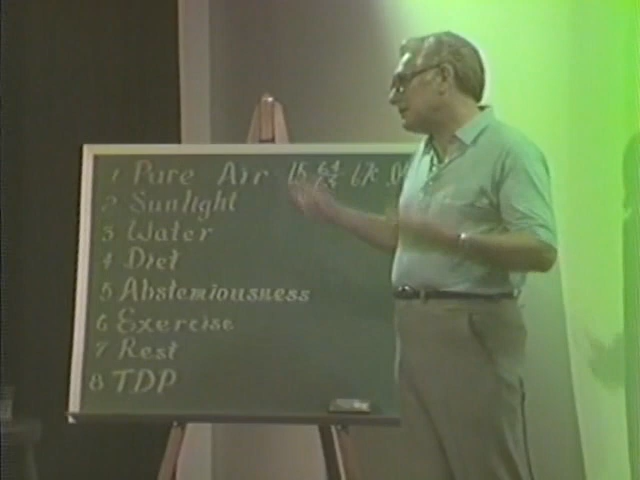 1 Pure Air
2 Sunlight
3 Water
4 Diet
5 Abstemiousness
6 Exercise
7 Rest
8 TDP